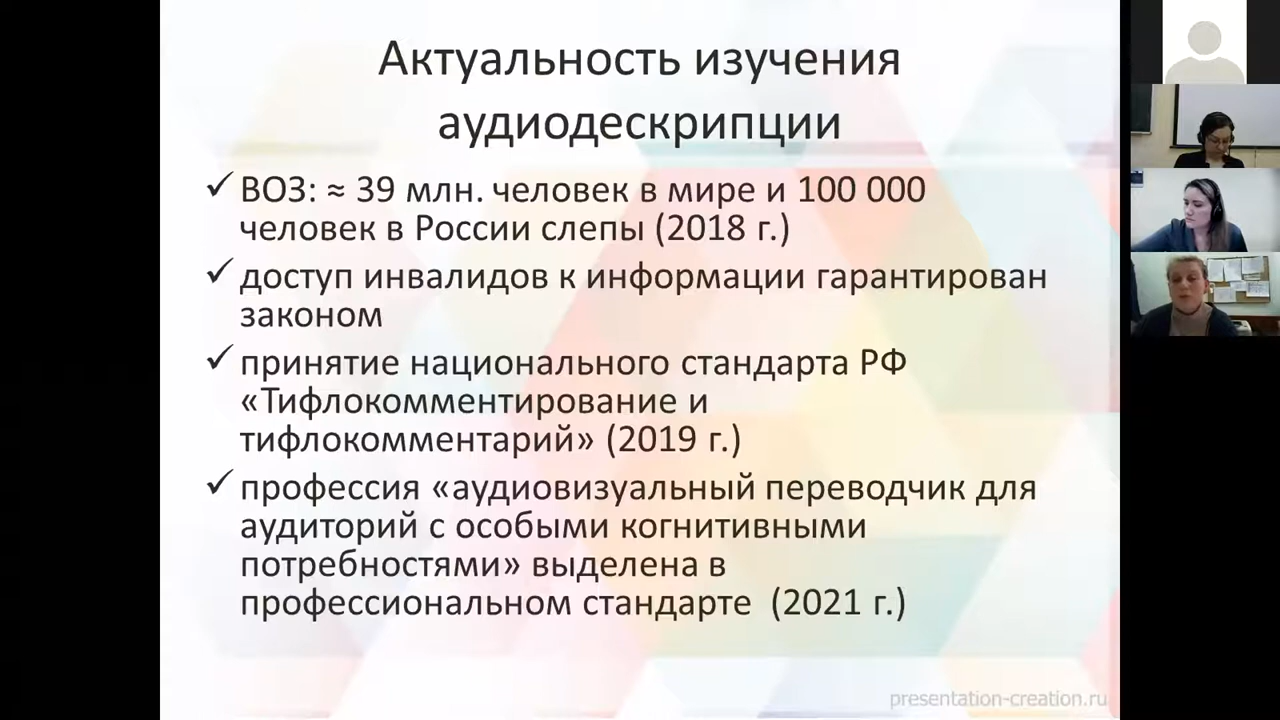 Актуальность изучения
аудиодескрипции
✓ ВОЗ: ≈ 39 млн. человек в мире и 100 000
человек в России слепы (2018 г.)
✓ доступ инвалидов к информации гарантирован
законом
✓ принятие национального стандарта РФ
«Тифлокомментирование и
тифлокомментарий» (2019 г.)
✓ профессия «аудиовизуальный переводчик для
аудиторий с особыми когнитивными
потребностями» выделена в
профессиональном стандарте (2021 г.)
presentation-creation.ru